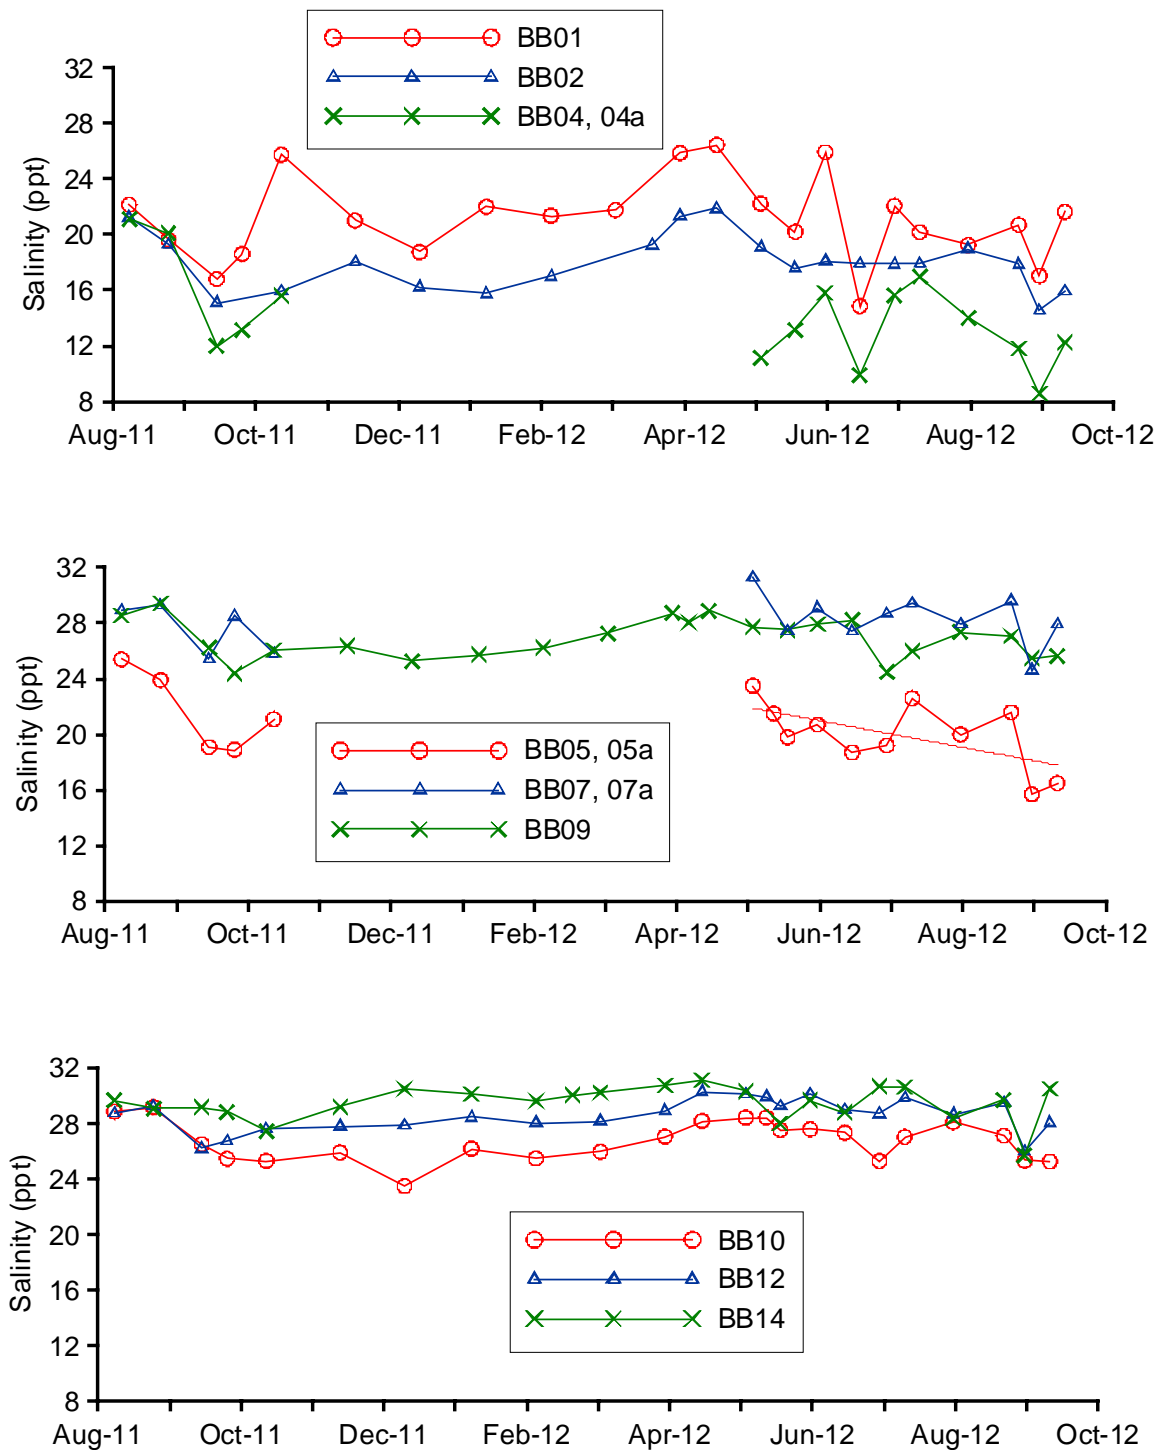 BB01
BB02
BB04, 04a
32
28
24
20
16
12
8
Salinity (ppt)
Aug-11 Oct-11 Dec-11 Feb-12 Apr-12 Jun-12 Aug-12 Oct-12
32
28
24
20
16
12
8
Salinity (ppt)
BB05, 05a
BB07, 07a
BB09
Aug-11 Oct-11 Dec-11 Feb-12 Apr-12 Jun-12 Aug-12 Oct-12
32
28
24
20
16
12
8
Salinity (ppt)
BB10
BB12
BB14
Aug-11 Oct-11 Dec-11 Feb-12 Apr-12 Jun-12 Aug-12 Oct-12